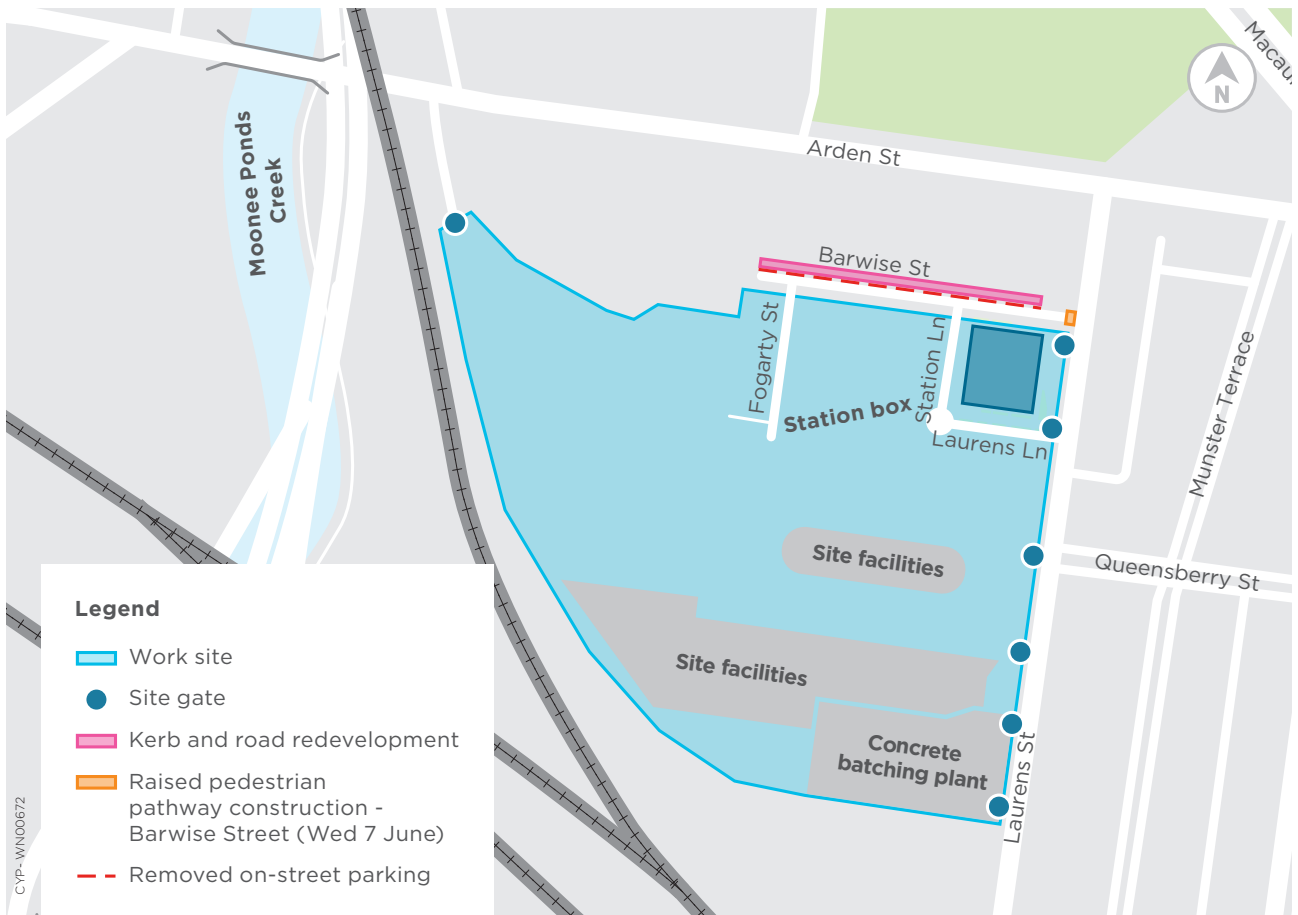 Macau
N
Moonee Ponds
Creek
Arden St
Barwise St
Fogarty St
Station Ln
Station box
Laurens Ln
Munster Terrace
Site facilities
Queensberry St
Site facilities
Concrete
batching plant
Laurens St
Legend
Work site
Site gate
Kerb and road redevelopment
Raised pedestrian
pathway construction -
Barwise Street (Wed 7 June)
Removed on-street parking
CYP-WN00672